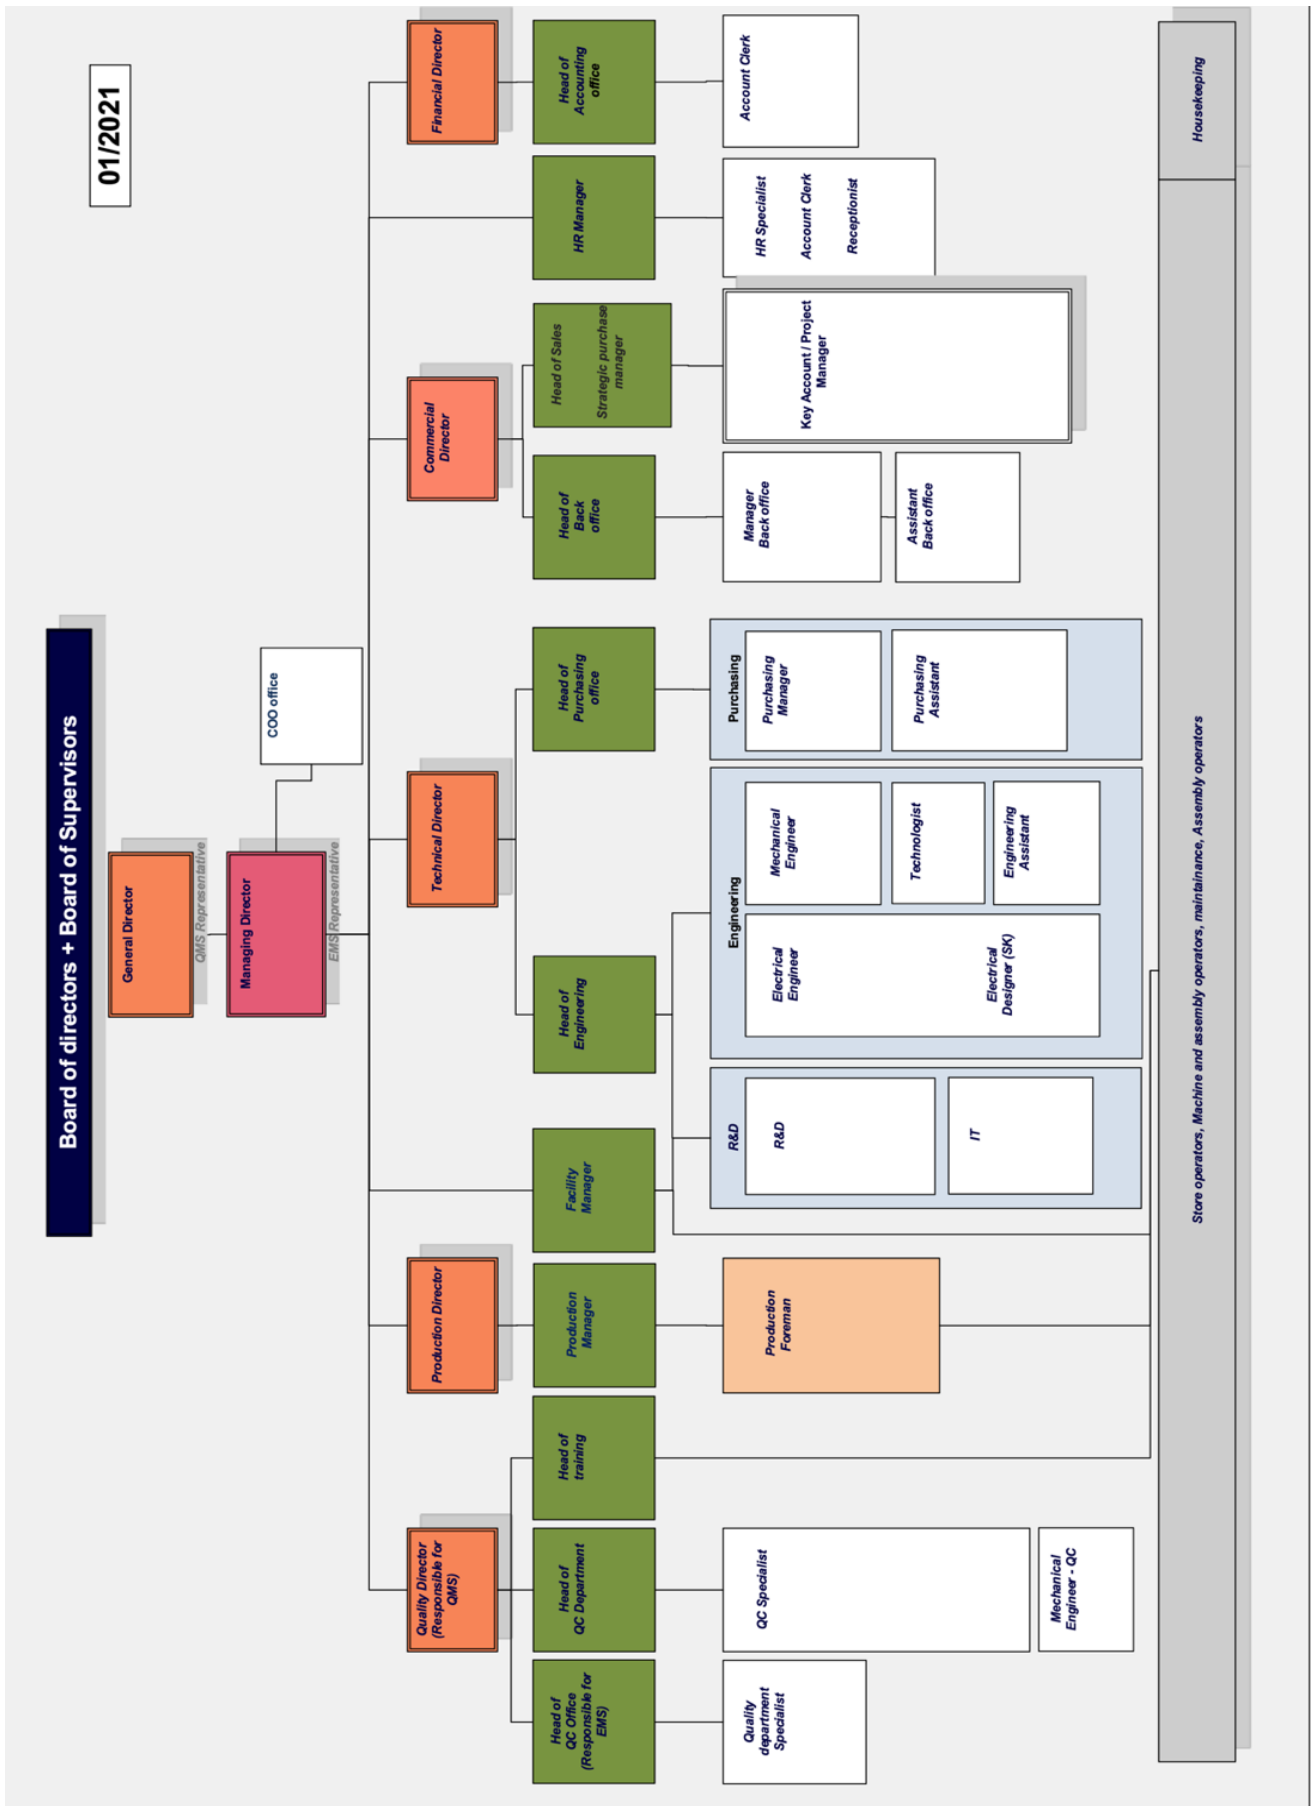 01/2021
Board of directors + Board of Supervisors
General Director
QMS Representative
Managing Director
EMS Representative
COO office
Quality Director
(Responsible for
QMS)
Production Director
Technical Director
Commercial
Director
Financial Director
Head of
QC Office
(Responsible for
EMS)
Head of
QC Department
Head of
training
Production
Manager
Facility
Manager
Head of
Engineering
Head of
Purchasing
office
Head of
Back
office
Head of Sales
Strategic purchase
manager
HR Manager
Head of
Accounting
office
Quality
department
Specialist
QC Specialist
Mechanical
Engineer - QC
Production
Foreman
R&D
R&D
IT
Engineering
Electrical
Engineer
Electrical
Designer (SK)
Mechanical
Engineer
Technologist
Engineering
Assistant
Purchasing
Purchasing
Manager
Purchasing
Assistant
Manager
Back office
Assistant
Back office
Key Account / Project
Manager
HR Specialist
Account Clerk
Receptionist
Account Clerk
Store operators, Machine and assembly operators, maintainance, Assembly operators
Housekeeping